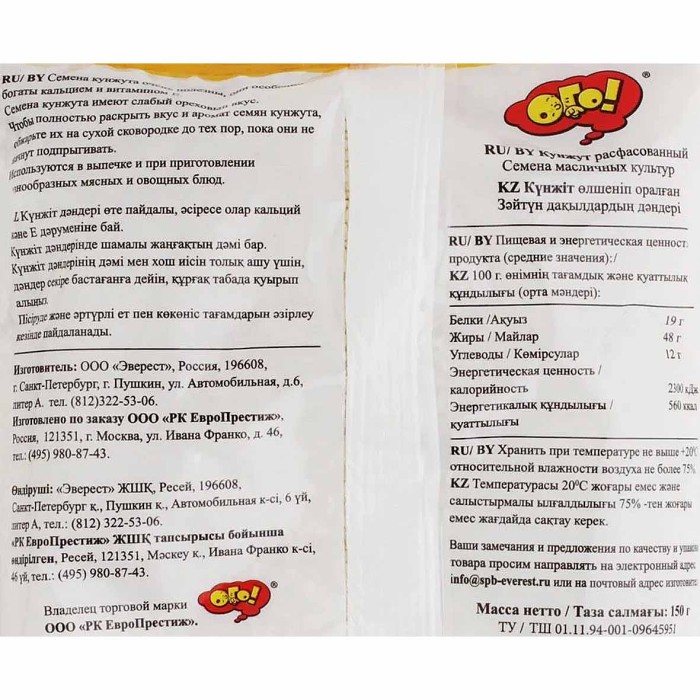 RU/ BY Семена кунжута
богаты кальцием и витамином
Семена кунжута имеют слабый ореховый вкус.
Чтобы полностью раскрыть вкус и аромат семян кунжута,
обжарьте их на сухой сковородке до тех пор, пока они не
начнут подпрыгивать.
Используются в выпечке и при приготовлении
разнообразных мясных и овощных блюд.
Күнжіт дәндері өте пайдалы, әсіресе олар кальций
және Е дәруменіне бай.
Күнжіт дәндерінде шамалы жаңғақтың дәмі бар.
Күнжіт дәндерінің дәмі мен хош иісін толық ашу үшін,
дәндер секіре бастағанға дейін, құрғақ табада қуырып
алыңыз.
Пісіруде және әртүрлі ет пен көкөніс тағамдарын әзірлеу
кезінде пайдаланады.
Изготовитель: ООО «Эверест», Россия, 196608,
г. Санкт-Петербург, г. Пушкин, ул. Автомобильная, д.6,
литер А. тел. (812)322-53-06.
Изготовлено по заказу ООО «РК ЕвроПрестиж»,
Россия, 121351, г. Москва, ул. Ивана Франко, д. 46,
тел.: (495) 980-87-43.
Өндіруші: «Эверест» ЖШҚ, Ресей, 196608,
Санкт-Петербург қ., Пушкин қ., Автомобильная к-сі, 6 үй,
литер А, тел.: (812) 322-53-06.
«РК ЕвроПрестиж» ЖШҚ тапсырысы бойынша
өндірілген, Ресей, 121351, Мәскеу қ., Ивана Франко к-сі,
46 үй, тел.: (495) 980-87-43.
Владелец торговой марки
ООО «РК ЕвроПрестиж».
ОГО!
®
ОГО!
®
RU/ BY Кунжут расфасованный
Семена масличных культур
KZ Күнжіт өлшеніп оралған
Зәйтүн дақылдардың дәндері
RU/ BY Пищевая и энергетическая ценност
продукта (средние значения):/
KZ 100 г. өнімнің тағамдық және қуаттылық
құндылығы (орта мәндері):
Белки /Ақуыз 19 г
Жиры / Майлар 48 г
Углеводы / Көмірсулар 12 г
Энергетическая ценность /
калорийность 2300 кДж
Энергетикалық құндылығы / 560 ккал
қуаттылығы
RU/ BY Хранить при температуре не выше +20°С
относительной влажности воздуха не более 75%
KZ Температурасы 20°С жоғары емес және
салыстырмалы ылғалдылығы 75% -тен жоғары
емес жағдайда сақтау керек.
Ваши замечания и предложения по качеству и упаков
товара просим направлять на электронный адрес
info@spb-everest.ru или на почтовый адрес изготовите
Масса нетто / Таза салмағы: 150 г
ТУ / ТШ 01.11.94-001-09645951